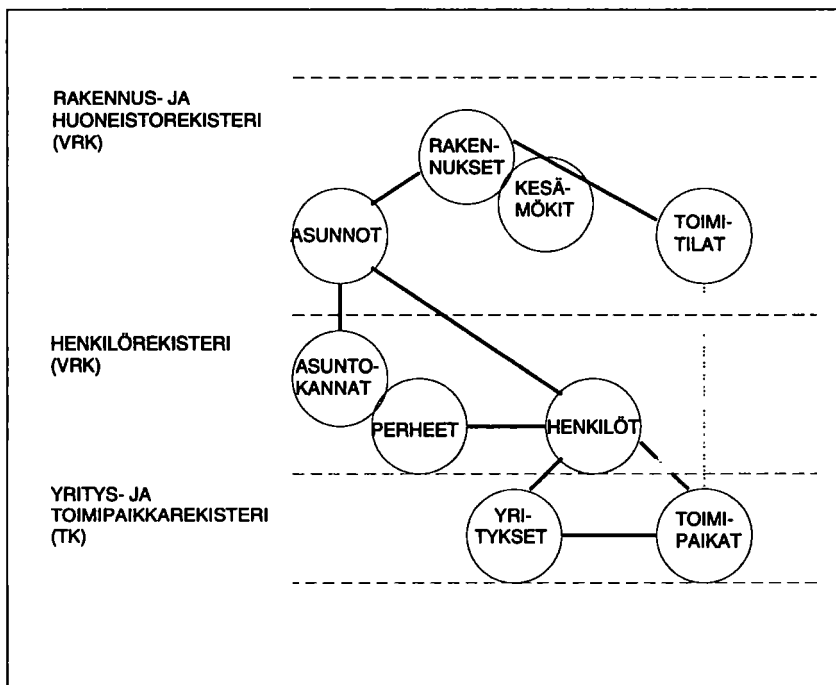 RAKENNUS- JA
HUONEISTOREKISTERI
(VRK)
RAKEN-
NUKSET
KESÄ-
MÖKIT
ASUNNOT
TOIMI-
TILAT
HENKILÖREKISTERI
(VRK)
ASUNTO-
KANNAT
PERHEET
HENKILÖT
YRITYS- JA
TOIMIPAIKKAREKISTERI
(TK)
YRI-
TYKSET
TOIMI-
PAIKAT